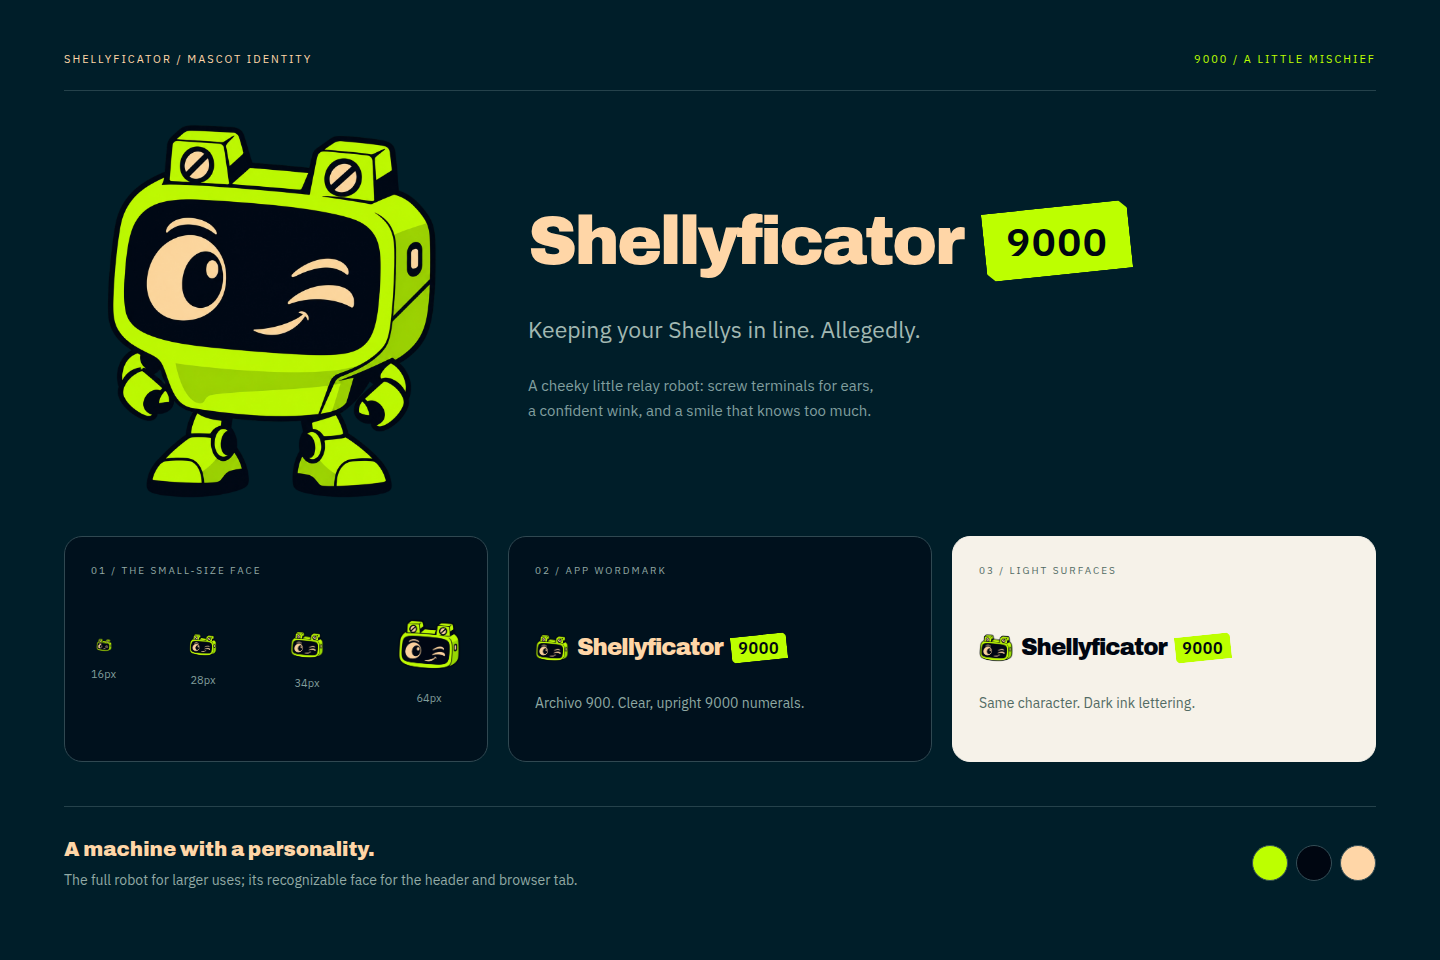 SHELLYFICATOR / MASCOT IDENTITY
9000 / A LITTLE MISCHIEF
Shellyficator 9000
Keeping your Shellys in line. Allegedly.
A cheeky little relay robot: screw terminals for ears,
a confident wink, and a smile that knows too much.
01 / THE SMALL-SIZE FACE
16px
28px
34px
64px
02 / APP WORDMARK
Shellyficator 9000
Archivo 900. Clear, upright 9000 numerals.
03 / LIGHT SURFACES
Shellyficator 9000
Same character. Dark ink lettering.
A machine with a personality.
The full robot for larger uses; its recognizable face for the header and browser tab.